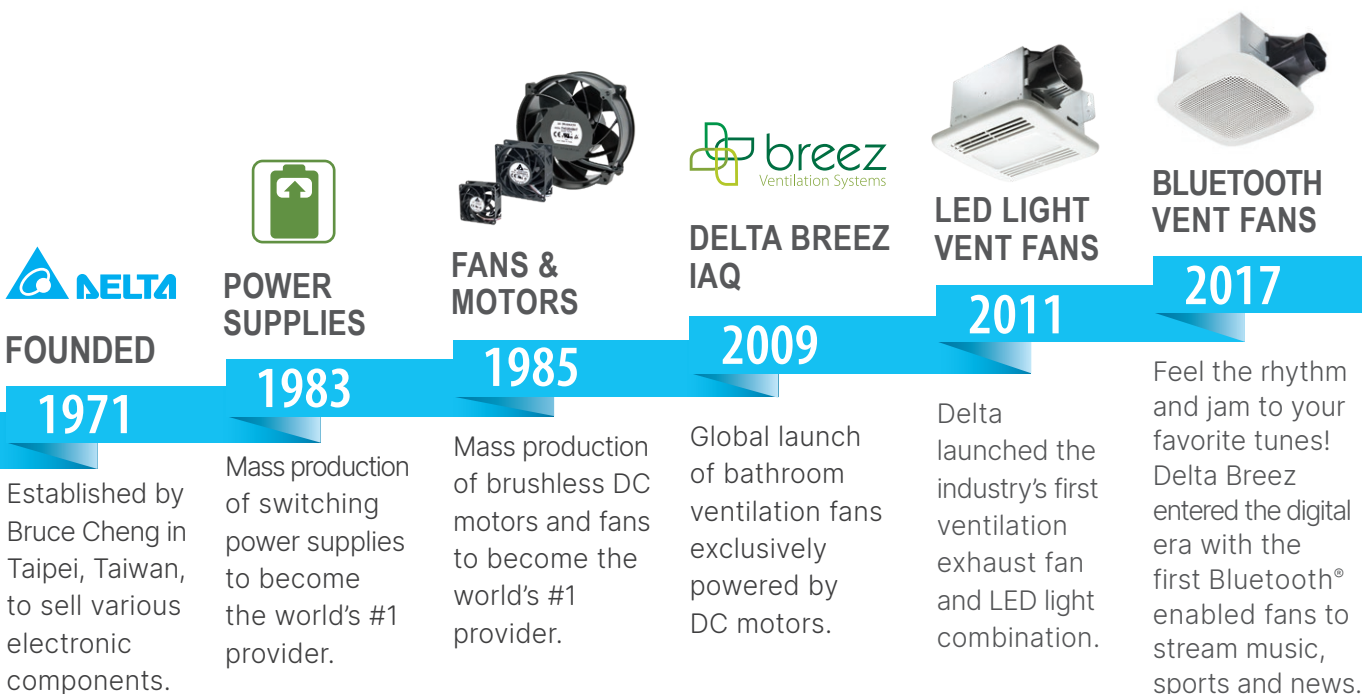 DELTA
FOUNDED
1971
Established by
Bruce Cheng in
Taipei, Taiwan,
to sell various
electronic
components.
POWER
SUPPLIES
1983
Mass production
of switching
power supplies
to become
the world's #1
provider.
FANS &
MOTORS
1985
Mass production
of brushless DC
motors and fans
to become the
world's #1
provider.
breez
Ventilation Systems
DELTA BREEZ
IAQ
2009
Global launch
of bathroom
ventilation fans
exclusively
powered by
DC motors.
LED LIGHT
VENT FANS
2011
Delta
launched the
industry's first
ventilation
exhaust fan
and LED light
combination.
BLUETOOTH
VENT FANS
2017
Feel the rhythm
and jam to your
favorite tunes!
Delta Breez
entered the digital
era with the
first Bluetooth®
enabled fans to
stream music,
sports and news.